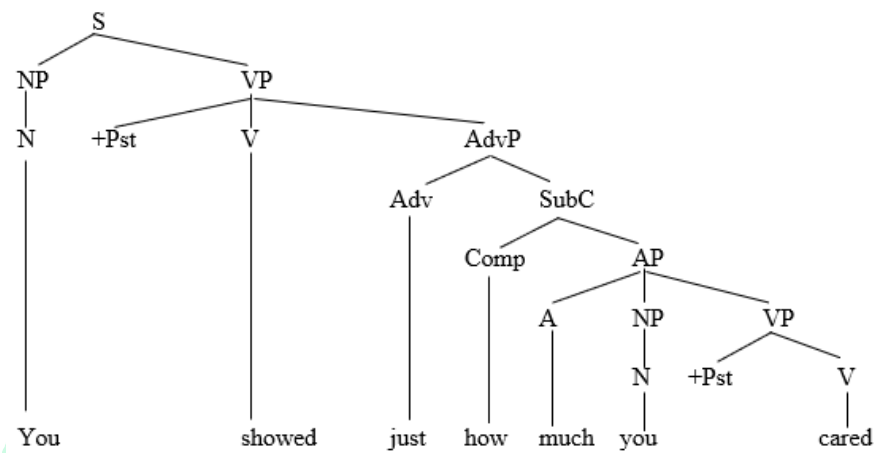 S
NP VP
N +Pst V AdvP
Adv SubC
Comp AP
A NP VP
N +Pst V
You showed just how much you cared